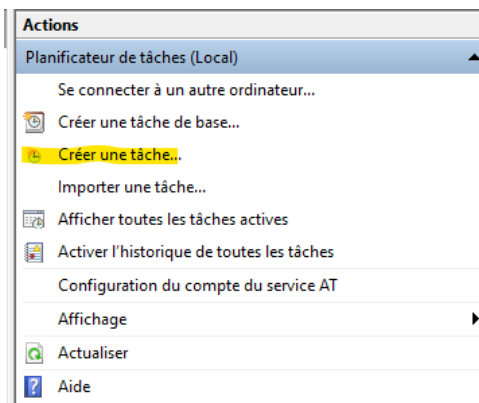 Actions
Planificateur de tâches (Local)
Se connecter à un autre ordinateur...
Créer une tâche de base...
Créer une tâche...
Importer une tâche...
Afficher toutes les tâches actives
Activer l'historique de toutes les tâches
Configuration du compte du service AT
Affichage
Actualiser
Aide